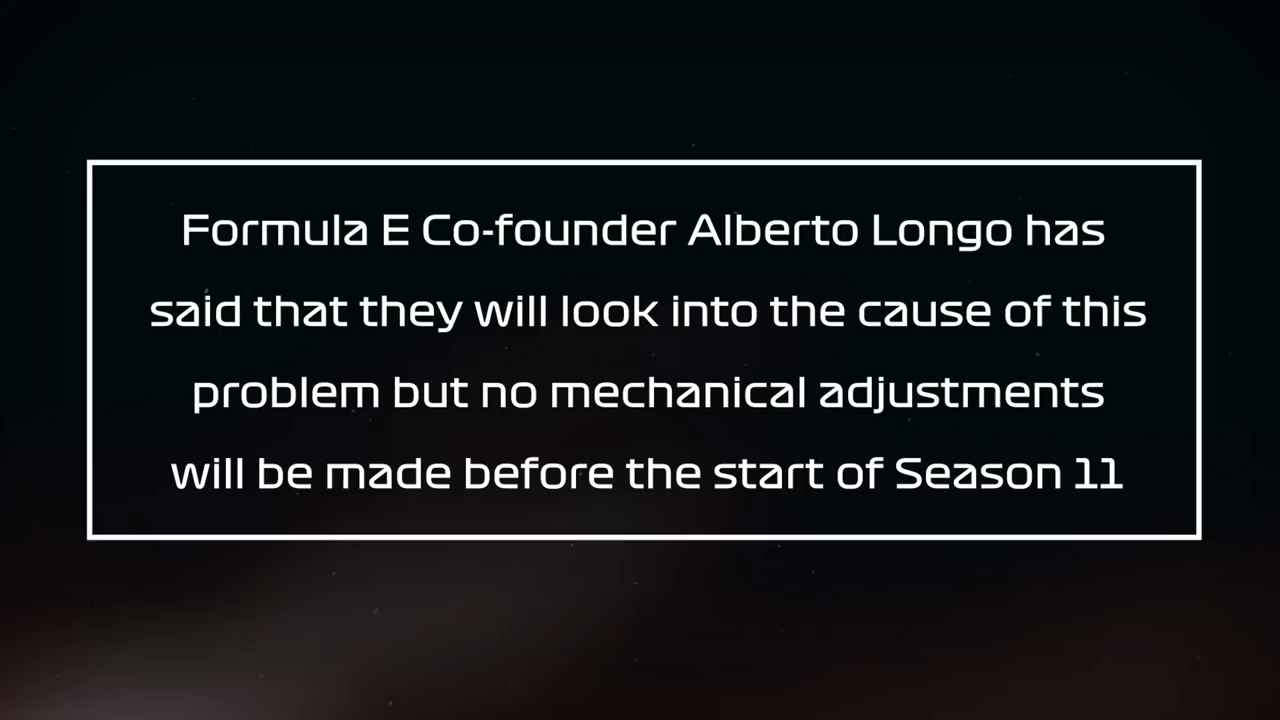 Formula E Co-founder Alberto Longo has
said that they will look into the cause of this
problem but no mechanical adjustments
will be made before the start of Season 11